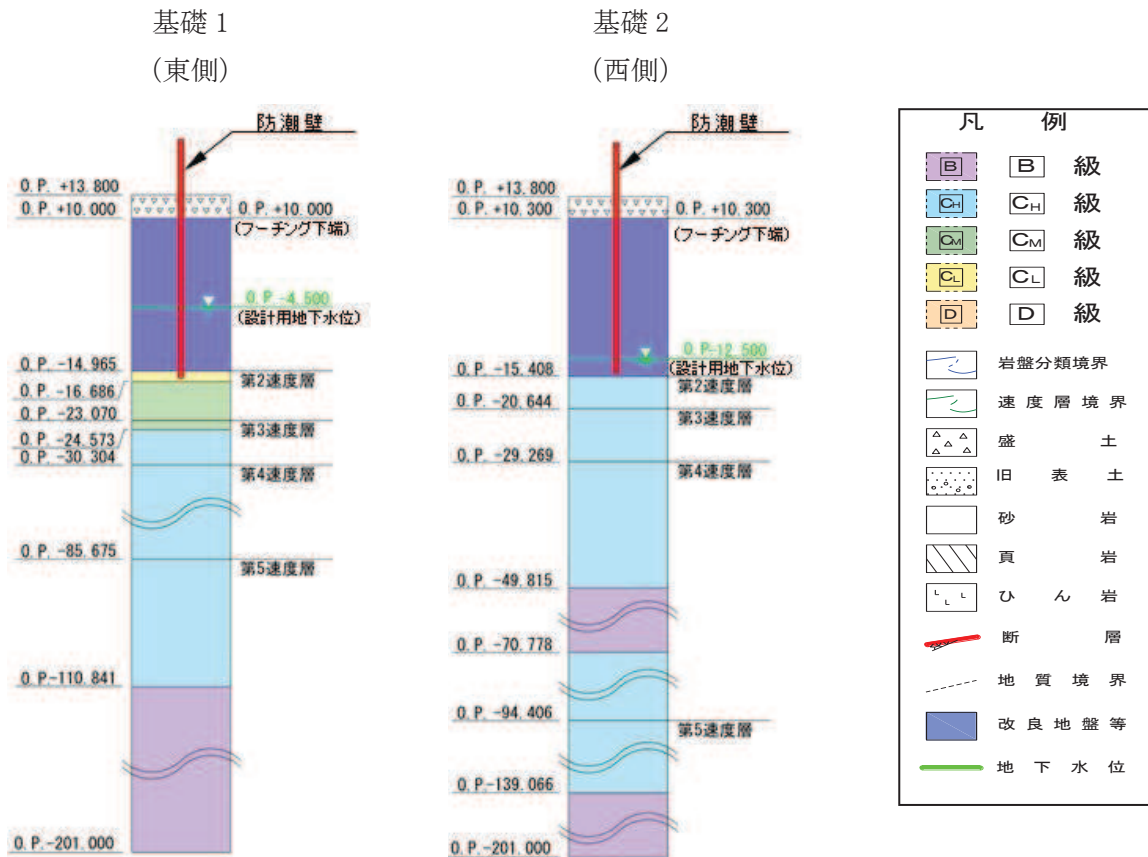 基礎 1
(東側)
防潮壁
O.P. +13.800
O.P. +10.000
O.P. +10.000
(フーチング下端)
O.P. -4.500
(設計用地下水位)
O.P. -14.965
第2速度層
O.P. -16.686
O.P. -23.070
第3速度層
O.P. -24.573
O.P. -30.304
第4速度層
O.P. -85.675
第5速度層
O.P.-110.841
O.P.-201.000
基礎 2
(西側)
防潮壁
O.P. +13.800
O.P. +10.300
O.P. +10.300
(フーチング下端)
O.P-12.500
(設計用地下水位)
O.P. -15.408
第2速度層
O.P. -20.644
第3速度層
O.P. -29.269
第4速度層
O.P. -49.815
O.P. -70.778
O.P. -94.406
第5速度層
O.P.-139.066
O.P.-201.000
凡 例
B B 級
CH CH 級
CM CM 級
CL CL 級
D D 級
岩盤分類境界
速度層境界
盛 土
旧 表 土
砂 岩
頁 岩
ひ ん 岩
断 層
地 質 境 界
改 良 地 盤 等
地 下 水 位